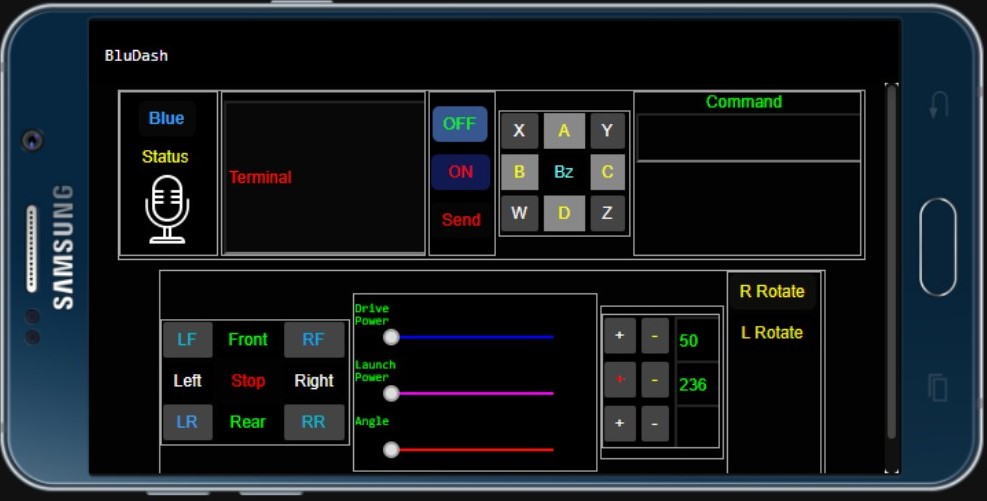 BluDash
SAMSUNG
Blue
Status
Terminal
OFF
ON
Send
X A Y
B Bz C
W D Z
Command
LF Front RF
Left Stop Right
LR Rear RR
Drive
Power
Launch
Power
Angle
+ - 50
+ - 236
+ -
R Rotate
L Rotate